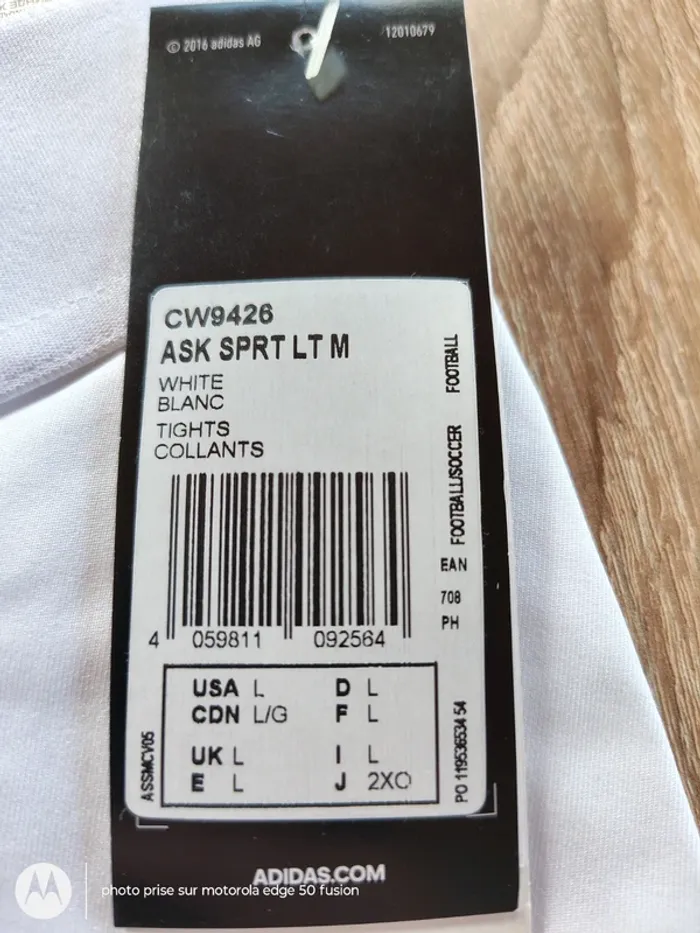 © 2016 adidas AG
12010679
CW9426
ASK SPRT LT M
WHITE
BLANC
TIGHTS
COLLANTS
FOOTBALL/SOCCER FOOTBALL
EAN
708
PH
4 059811 092564
USA L D L
CDN L/G F L
UK L I L
E L J 2XO
ASSMCV05
PO 119536534 54
ADIDAS.COM
photo prise sur motorola edge 50 fusion